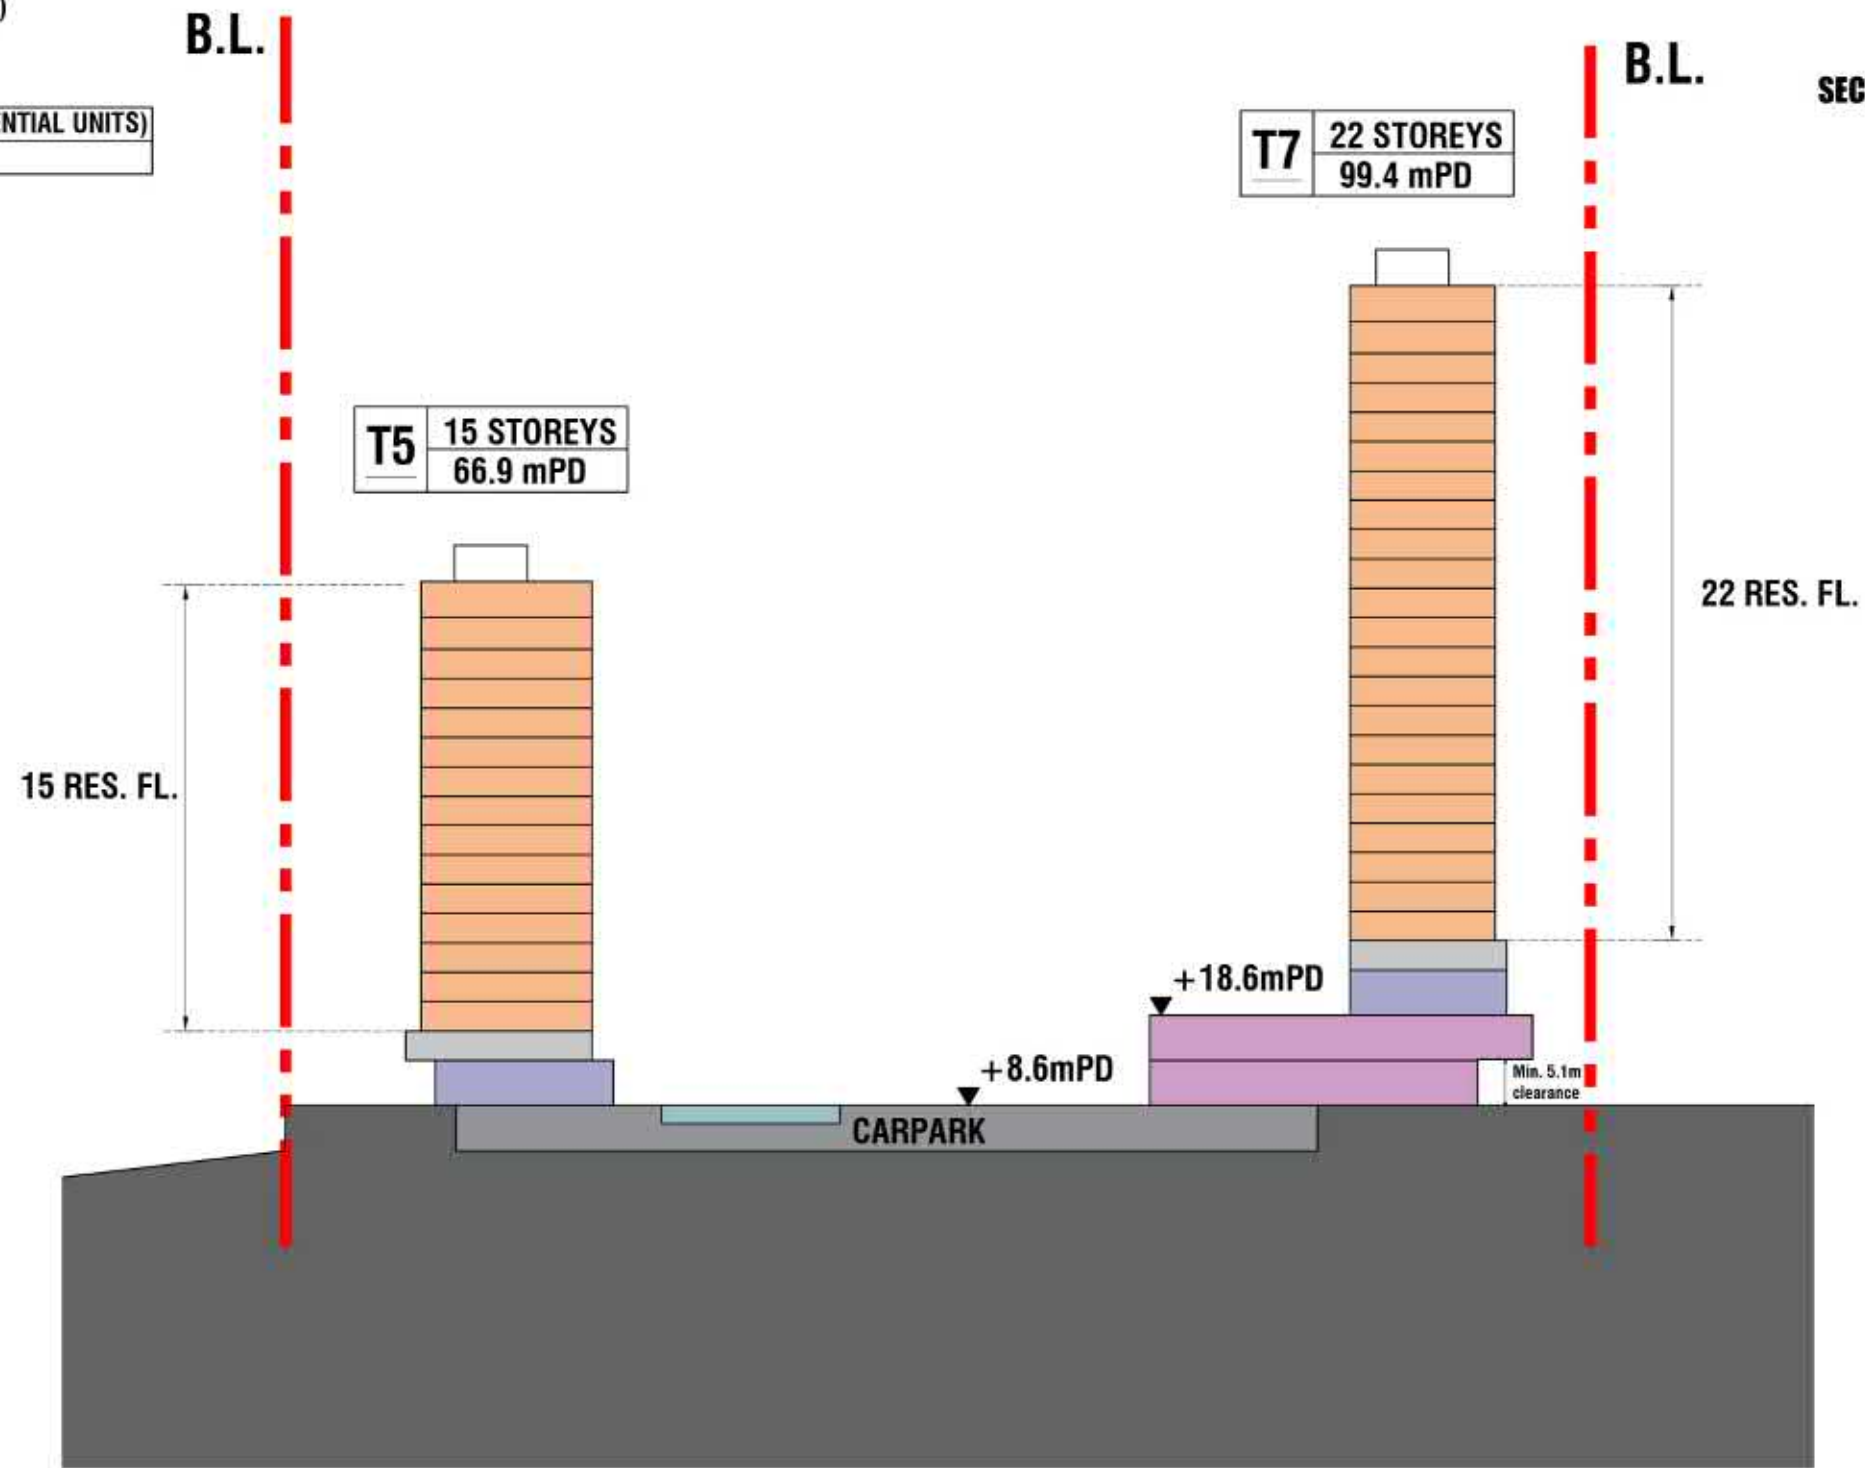 )
B.L.
B.L.
SEC
NTIAL UNITS)
T7
22 STOREYS
99.4 mPD
T5
15 STOREYS
66.9 mPD
22 RES. FL.
15 RES. FL.
+18.6mPD
+8.6mPD
Min. 5.1m
clearance
CARPARK